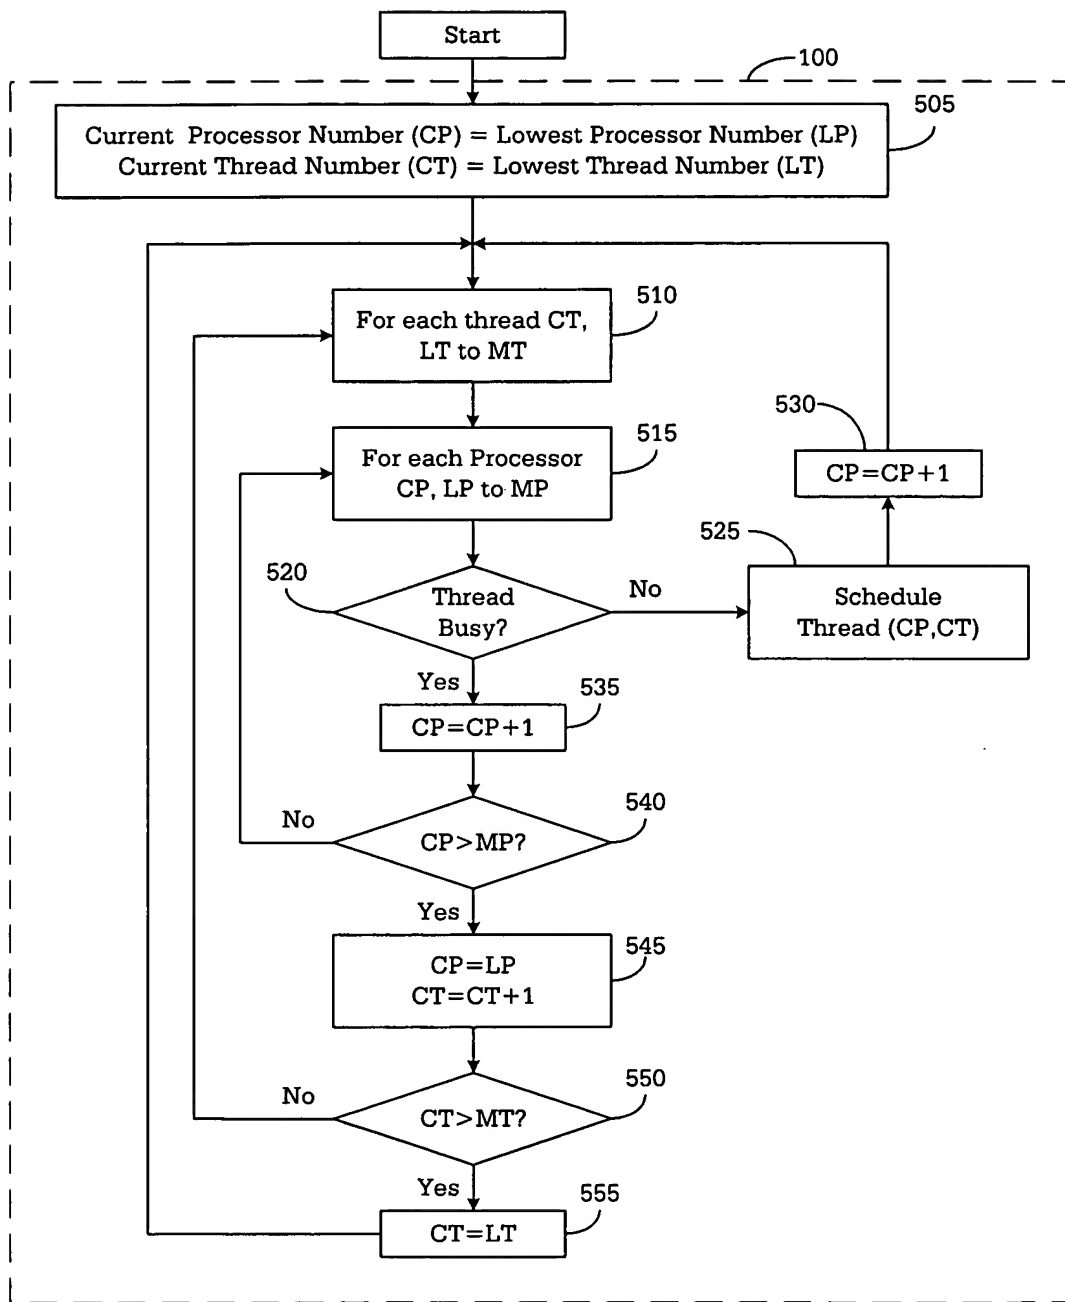 Start
100
505
Current Processor Number (CP) = Lowest Processor Number (LP)
Current Thread Number (CT) = Lowest Thread Number (LT)
510
For each thread CT,
LT to MT
515
For each Processor
CP, LP to MP
530
CP=CP+1
525
Schedule
Thread (CP,CT)
520
Thread
Busy?
No
Yes
535
CP=CP+1
540
CP>MP?
No
Yes
545
CP=LP
CT=CT+1
550
CT>MT?
No
Yes
555
CT=LT